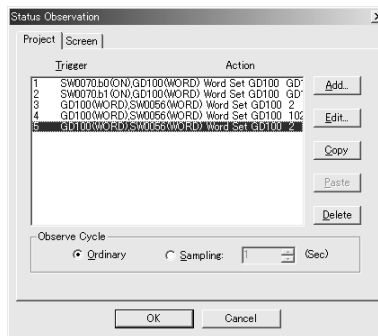 Status Observation
Project Screen
Trigger Action
1 SW0070.b0(ON),GD100(WORD) Word Set GD100 GD
2 SW0070.b1(ON),GD100(WORD) Word Set GD100 GD
3 GD100(WORD),SW0056(WORD) Word Set GD100 2
4 GD100(WORD),SW0056(WORD) Word Set GD100 102
5 GD100(WORD),SW0056(WORD) Word Set GD100 2
Add...
Edit...
Copy
Paste
Delete
Observe Cycle
Ordinary Sampling: 1 (Sec)
OK Cancel